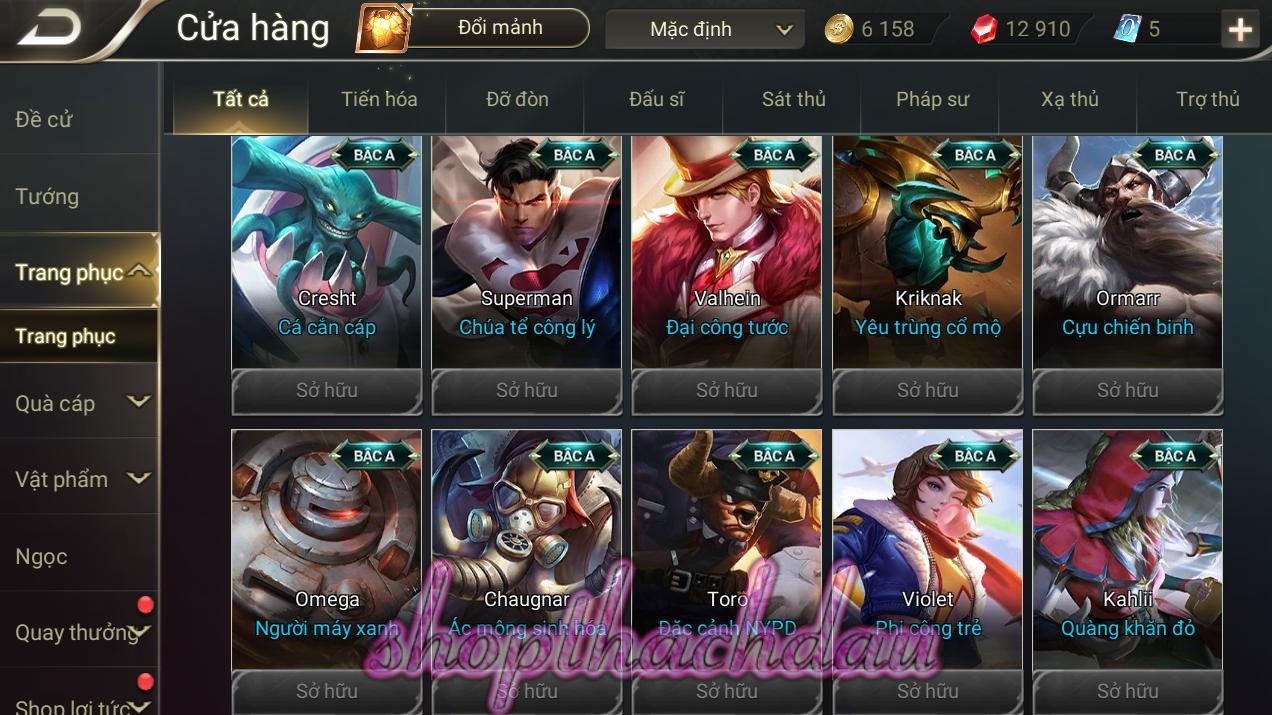 Cửa hàng
Đổi mảnh
Mặc định
6 158
12 910
5
Tất cả
Tiến hóa
Đỡ đòn
Đấu sĩ
Sát thủ
Pháp sư
Xạ thủ
Trợ thủ
Đề cử
Tướng
Trang phục
Trang phục
Quà cáp
Vật phẩm
Ngọc
Quay thưởng
Shop lợi tức
BẬC A
BẬC A
BẬC A
BẬC A
BẬC A
Cresht
Superman
Valhein
Kriknak
Ormarr
Cá cắn cáp
Chúa tể công lý
Đại công tước
Yêu trùng cổ mộ
Cựu chiến binh
Sở hữu
Sở hữu
Sở hữu
Sở hữu
Sở hữu
BẬC A
BẬC A
BẬC A
BẬC A
BẬC A
Omega
Chaugnar
Toro
Violet
Kahlii
Người máy xanh
Ác mộng sinh hóa
Đặc cảnh NYPD
Phi công trẻ
Quàng khăn đỏ
shopthachdau
Sở hữu
Sở hữu
Sở hữu
Sở hữu
Sở hữu